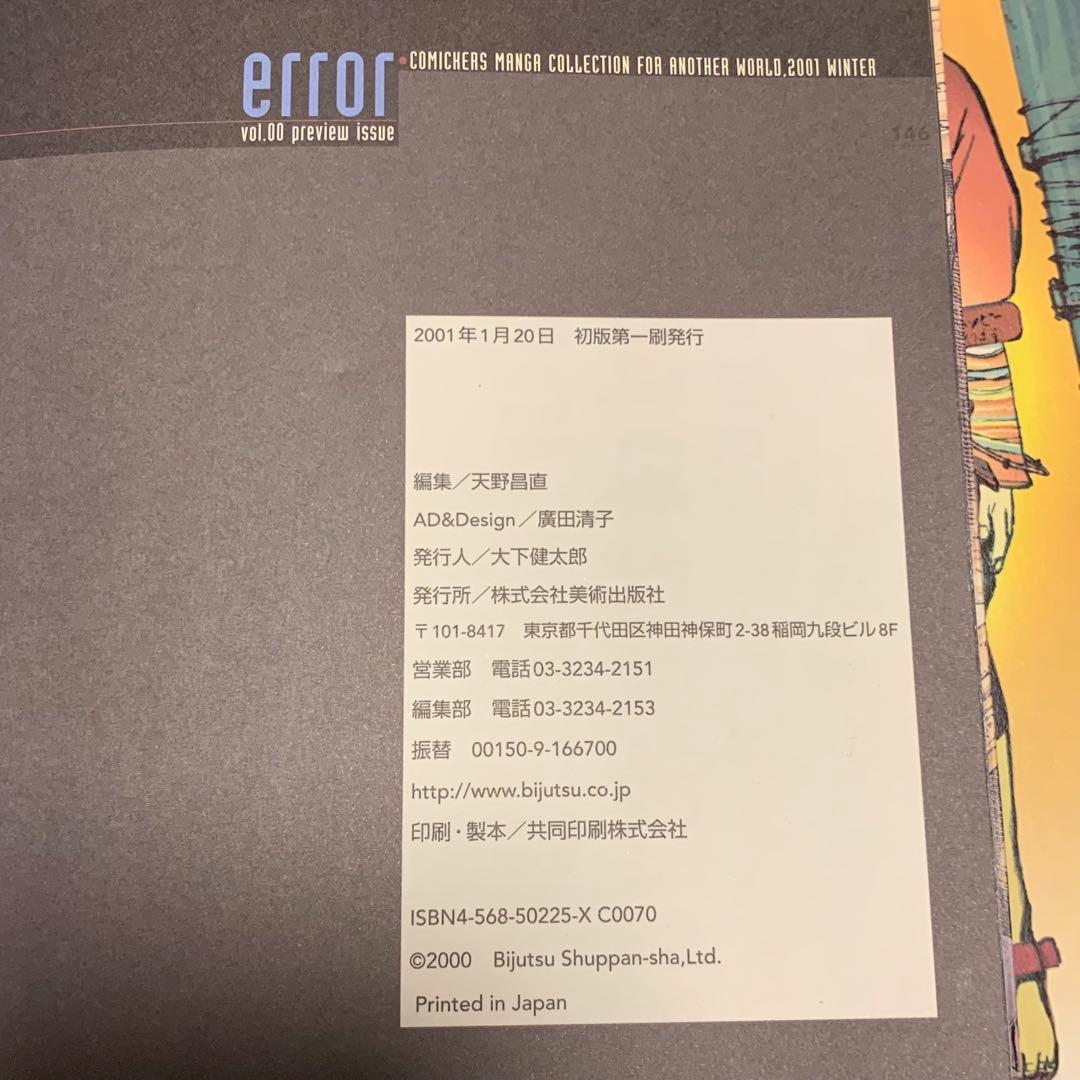 error
COMICHERS MANGA COLLECTION FOR ANOTHER WORLD,2001 WINTER
vol.00 preview issue
146
2001年1月20日　初版第一刷発行
編集／天野昌直
AD&Design／廣田清子
発行人／大下健太郎
発行所／株式会社美術出版社
〒101-8417　東京都千代田区神田神保町2-38稲岡九段ビル8F
営業部　電話03-3234-2151
編集部　電話03-3234-2153
振替　00150-9-166700
http://www.bijutsu.co.jp
印刷・製本／共同印刷株式会社
ISBN4-568-50225-X C0070
©2000　Bijutsu Shuppan-sha,Ltd.
Printed in Japan